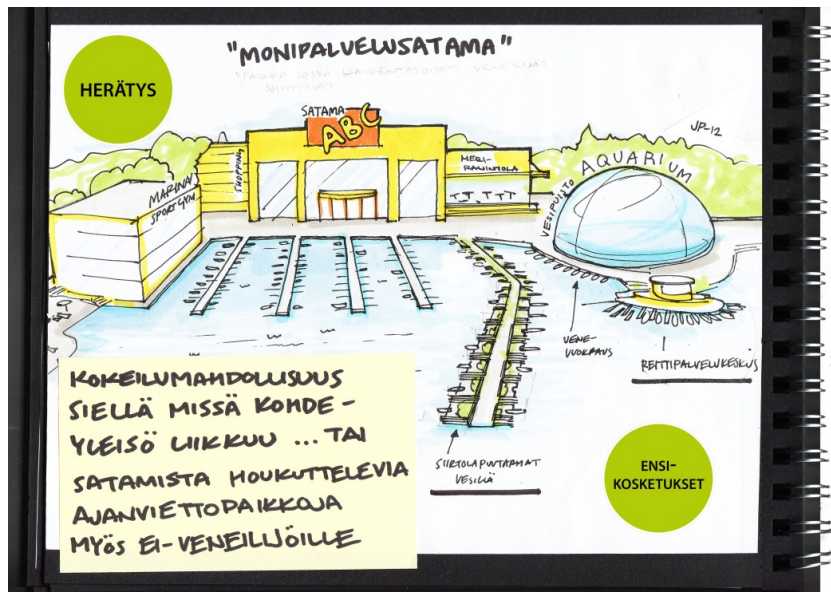 "MONIPALVELUSATAMA"
HERÄTYS
SATAMA
ABC
JP-12
SHOPPING
MERI-
RAVINTOLA
VESIPUISTO AQUARIUM
MARINA
SPORT GYM
VENE-
VUOKRAUS
REITTIPALVELUKESKUS
KOKEILUMAHDOLLISUUS
SIELLÄ MISSÄ KOHDE-
YLEISÖ LIIKKUU ... TAI
SATAMISTA HOUKUTTELEVIA
AJANVIETTOPAIKKOJA
MYÖS EI-VENEILIJÖILLE
SIIRTOLAPUUTARHAT
VESILLÄ
ENSI-
KOSKETUKSET